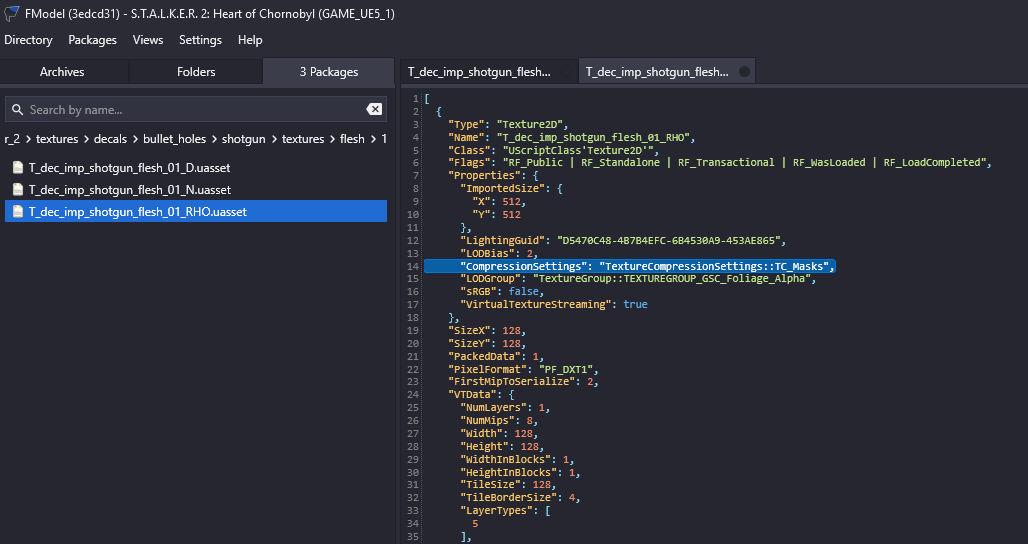 FModel (3edcd31) - S.T.A.L.K.E.R. 2: Heart of Chornobyl (GAME_UE5_1)
Directory Packages Views Settings Help
Archives Folders 3 Packages
Search by name...
r_2 > textures > decals > bullet_holes > shotgun > textures > flesh > 1
T_dec_imp_shotgun_flesh_01_D.uasset
T_dec_imp_shotgun_flesh_01_N.uasset
T_dec_imp_shotgun_flesh_01_RHO.uasset
T_dec_imp_shotgun_flesh... T_dec_imp_shotgun_flesh...
1 [
2 {
3 "Type": "Texture2D",
4 "Name": "T_dec_imp_shotgun_flesh_01_RHO",
5 "Class": "UScriptClass'Texture2D'",
6 "Flags": "RF_Public | RF_Standalone | RF_Transactional | RF_WasLoaded | RF_LoadCompleted",
7 "Properties": {
8 "ImportedSize": {
9 "X": 512,
10 "Y": 512
11 },
12 "LightingGuid": "D5470C48-4B7B4EFC-6B4530A9-453AE865",
13 "LODBias": 2,
14 "CompressionSettings": "TextureCompressionSettings::TC_Masks",
15 "LODGroup": "TextureGroup::TEXTUREGROUP_GSC_Foliage_Alpha",
16 "sRGB": false,
17 "VirtualTextureStreaming": true
18 },
19 "SizeX": 128,
20 "SizeY": 128,
21 "PackedData": 1,
22 "PixelFormat": "PF_DXT1",
23 "FirstMipToSerialize": 2,
24 "VTData": {
25 "NumLayers": 1,
26 "NumMips": 8,
27 "Width": 128,
28 "Height": 128,
29 "WidthInBlocks": 1,
30 "HeightInBlocks": 1,
31 "TileSize": 128,
32 "TileBorderSize": 4,
33 "LayerTypes": [
34 5
35 ],